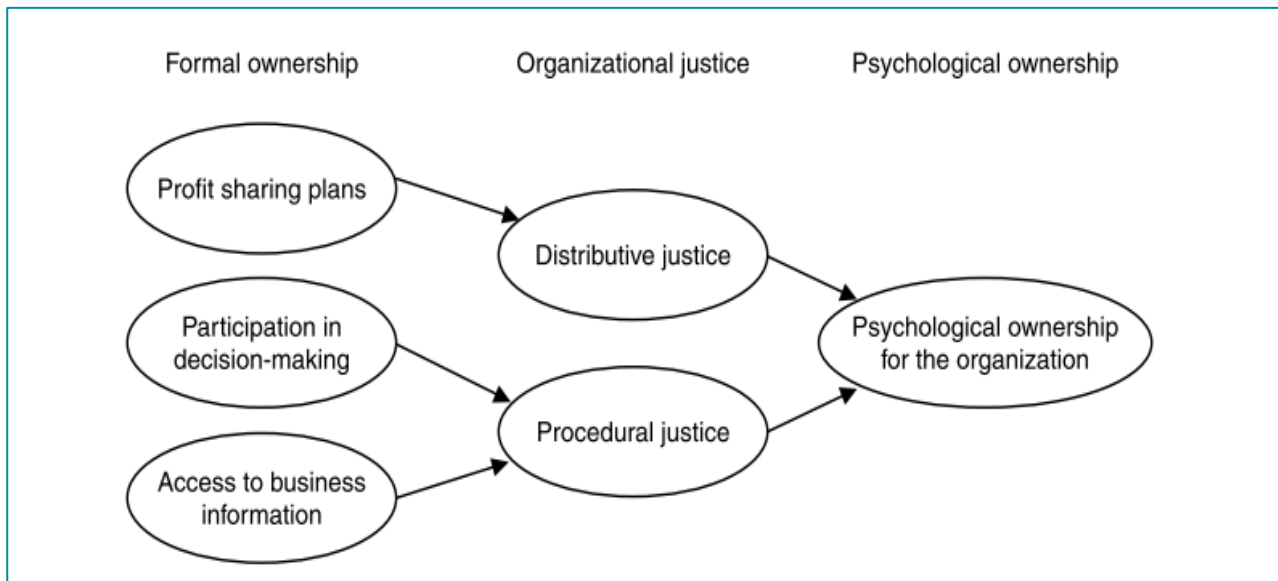 Formal ownership
Organizational justice
Psychological ownership
Profit sharing plans
Distributive justice
Participation in
decision-making
Psychological ownership
for the organization
Procedural justice
Access to business
information